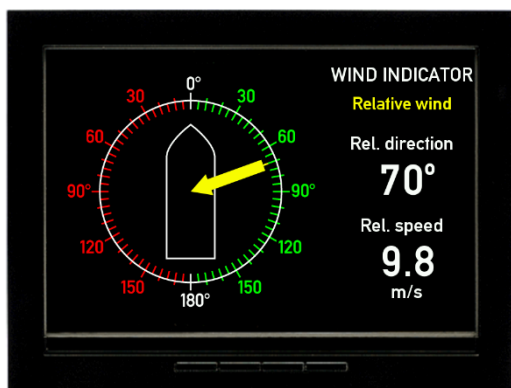 WIND INDICATOR
Relative wind
Rel. direction
70°
Rel. speed
9.8
m/s
0°
30
30
60
60
90°
90°
120
120
150
150
180°